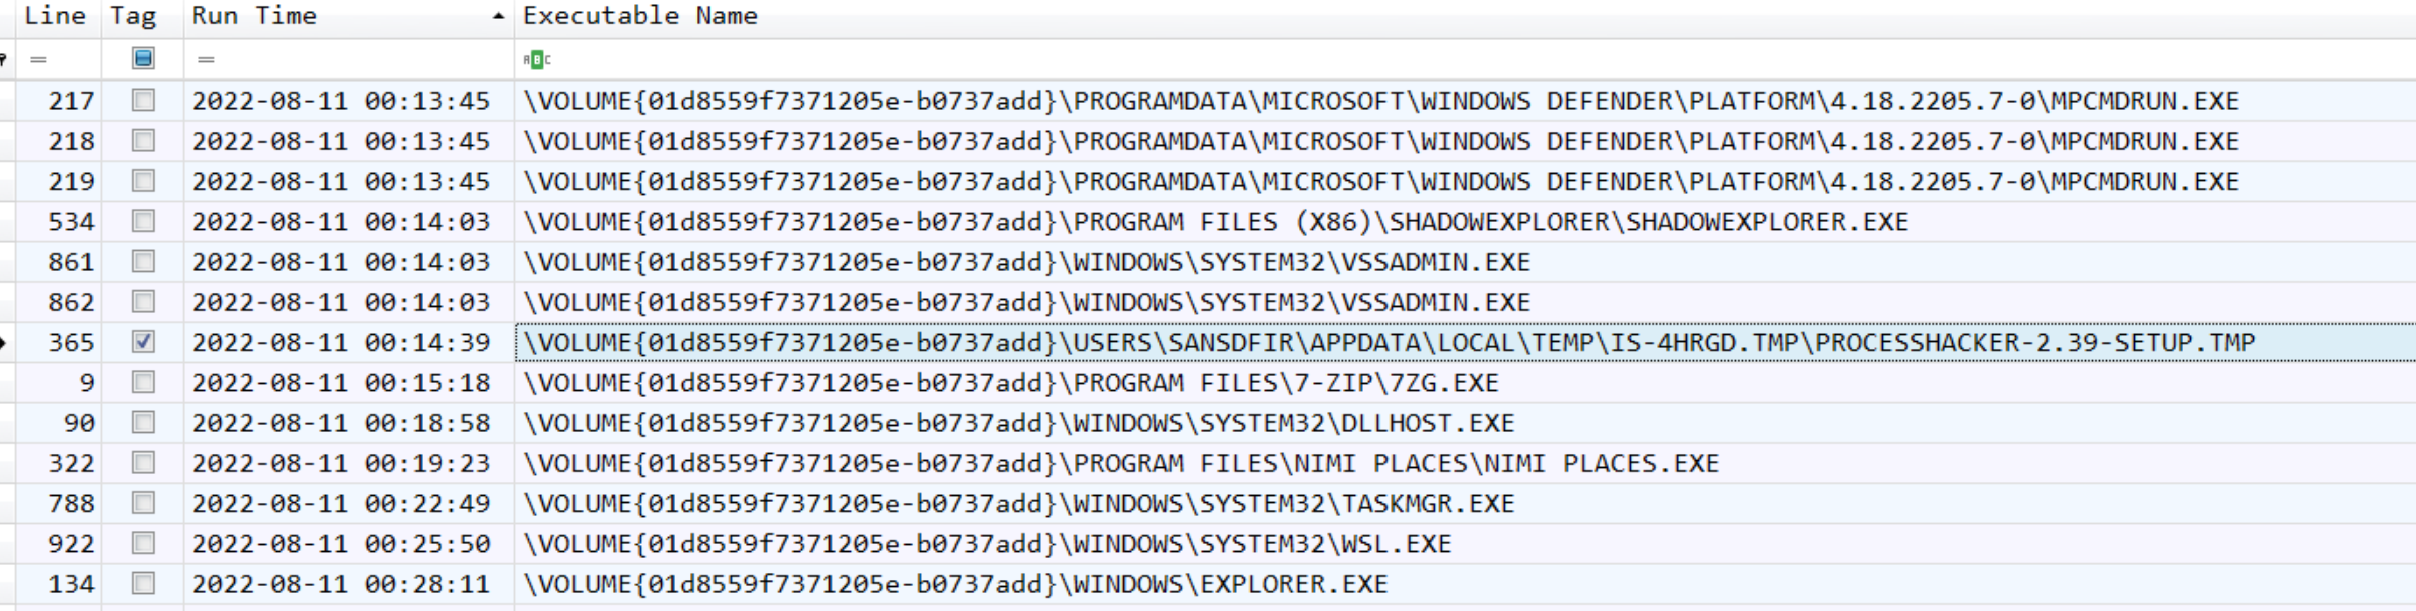 Line Tag Run Time Executable Name
= = ABC
217 2022-08-11 00:13:45 \VOLUME{01d8559f7371205e-b0737add}\PROGRAMDATA\MICROSOFT\WINDOWS DEFENDER\PLATFORM\4.18.2205.7-0\MPCMDRUN.EXE
218 2022-08-11 00:13:45 \VOLUME{01d8559f7371205e-b0737add}\PROGRAMDATA\MICROSOFT\WINDOWS DEFENDER\PLATFORM\4.18.2205.7-0\MPCMDRUN.EXE
219 2022-08-11 00:13:45 \VOLUME{01d8559f7371205e-b0737add}\PROGRAMDATA\MICROSOFT\WINDOWS DEFENDER\PLATFORM\4.18.2205.7-0\MPCMDRUN.EXE
534 2022-08-11 00:14:03 \VOLUME{01d8559f7371205e-b0737add}\PROGRAM FILES (X86)\SHADOWEXPLORER\SHADOWEXPLORER.EXE
861 2022-08-11 00:14:03 \VOLUME{01d8559f7371205e-b0737add}\WINDOWS\SYSTEM32\VSSADMIN.EXE
862 2022-08-11 00:14:03 \VOLUME{01d8559f7371205e-b0737add}\WINDOWS\SYSTEM32\VSSADMIN.EXE
365 2022-08-11 00:14:39 \VOLUME{01d8559f7371205e-b0737add}\USERS\SANSDFIR\APPDATA\LOCAL\TEMP\IS-4HRGD.TMP\PROCESSHACKER-2.39-SETUP.TMP
9 2022-08-11 00:15:18 \VOLUME{01d8559f7371205e-b0737add}\PROGRAM FILES\7-ZIP\7ZG.EXE
90 2022-08-11 00:18:58 \VOLUME{01d8559f7371205e-b0737add}\WINDOWS\SYSTEM32\DLLHOST.EXE
322 2022-08-11 00:19:23 \VOLUME{01d8559f7371205e-b0737add}\PROGRAM FILES\NIMI PLACES\NIMI PLACES.EXE
788 2022-08-11 00:22:49 \VOLUME{01d8559f7371205e-b0737add}\WINDOWS\SYSTEM32\TASKMGR.EXE
922 2022-08-11 00:25:50 \VOLUME{01d8559f7371205e-b0737add}\WINDOWS\SYSTEM32\WSL.EXE
134 2022-08-11 00:28:11 \VOLUME{01d8559f7371205e-b0737add}\WINDOWS\EXPLORER.EXE